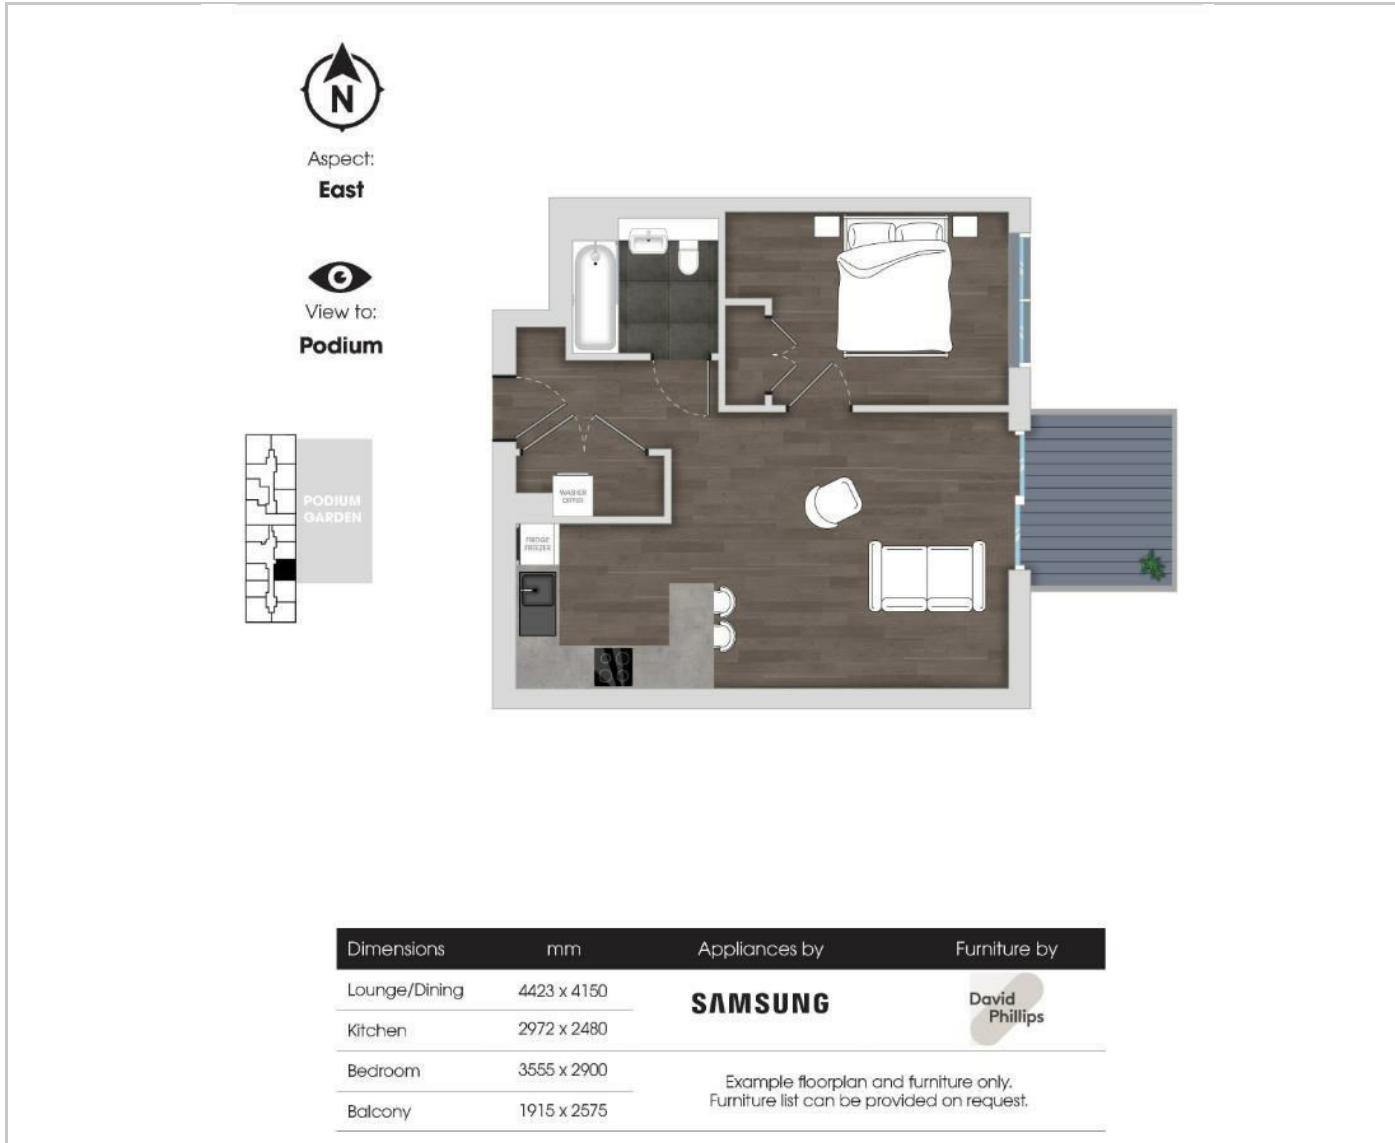 N
Aspect:
East
View to:
Podium
PODIUM
GARDEN
WASHER
DRYER
FRIDGE
FREEZER
Dimensions mm Appliances by Furniture by
Lounge/Dining 4423 x 4150
SAMSUNG
David
Phillips
Kitchen 2972 x 2480
Bedroom 3555 x 2900
Example floorplan and furniture only.
Furniture list can be provided on request.
Balcony 1915 x 2575